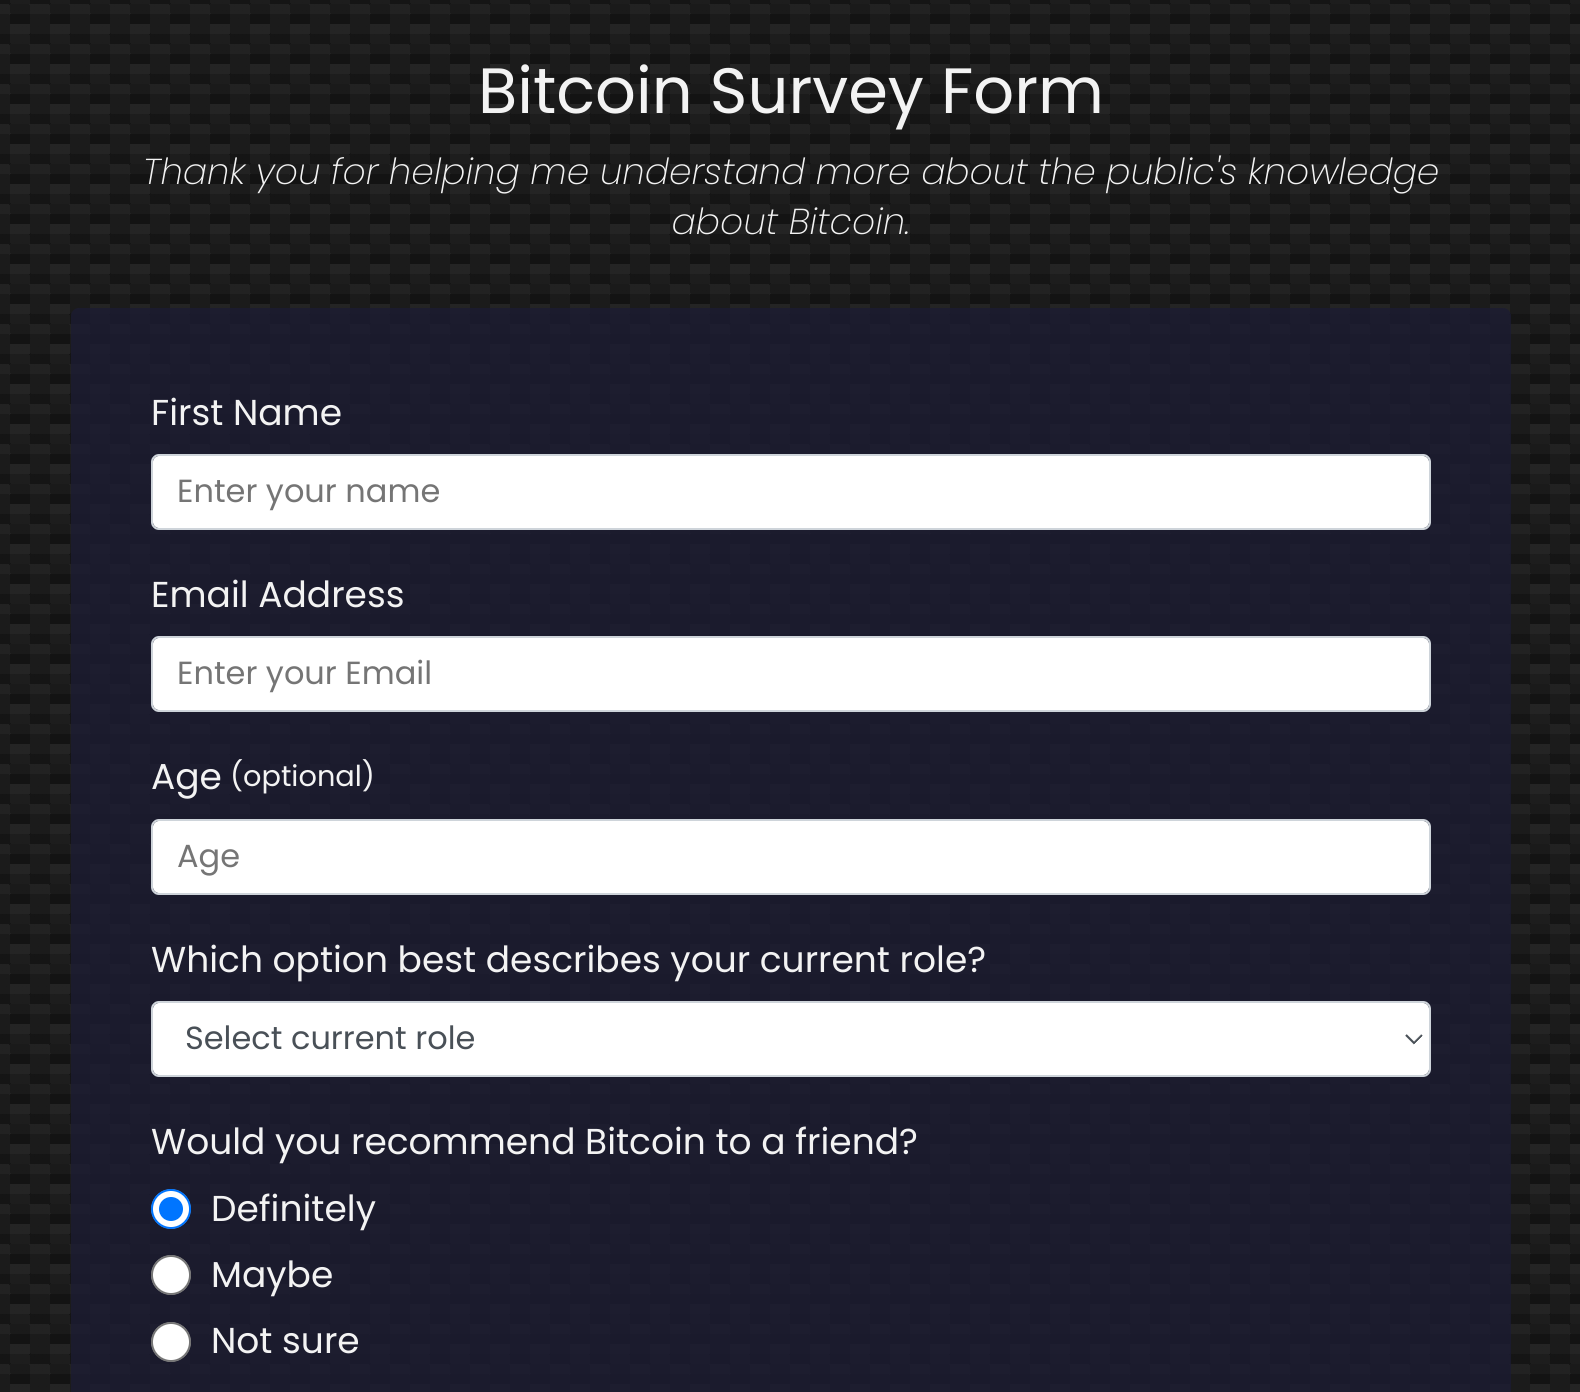 Bitcoin Survey Form
Thank you for helping me understand more about the public's knowledge
about Bitcoin.
First Name
Enter your name
Email Address
Enter your Email
Age (optional)
Age
Which option best describes your current role?
Select current role
Would you recommend Bitcoin to a friend?
Definitely
Maybe
Not sure